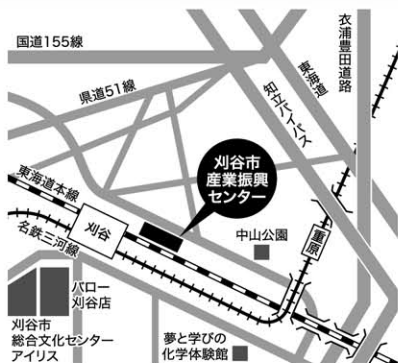 国道155線
県道51線
東海道
衣浦豊田道路
知立バイパス
刈谷市
産業振興
センター
東海道本線
刈谷
名鉄三河線
中山公園
重原
バロー
刈谷店
刈谷市
総合文化センター
アイリス
夢と学びの
化学体験館